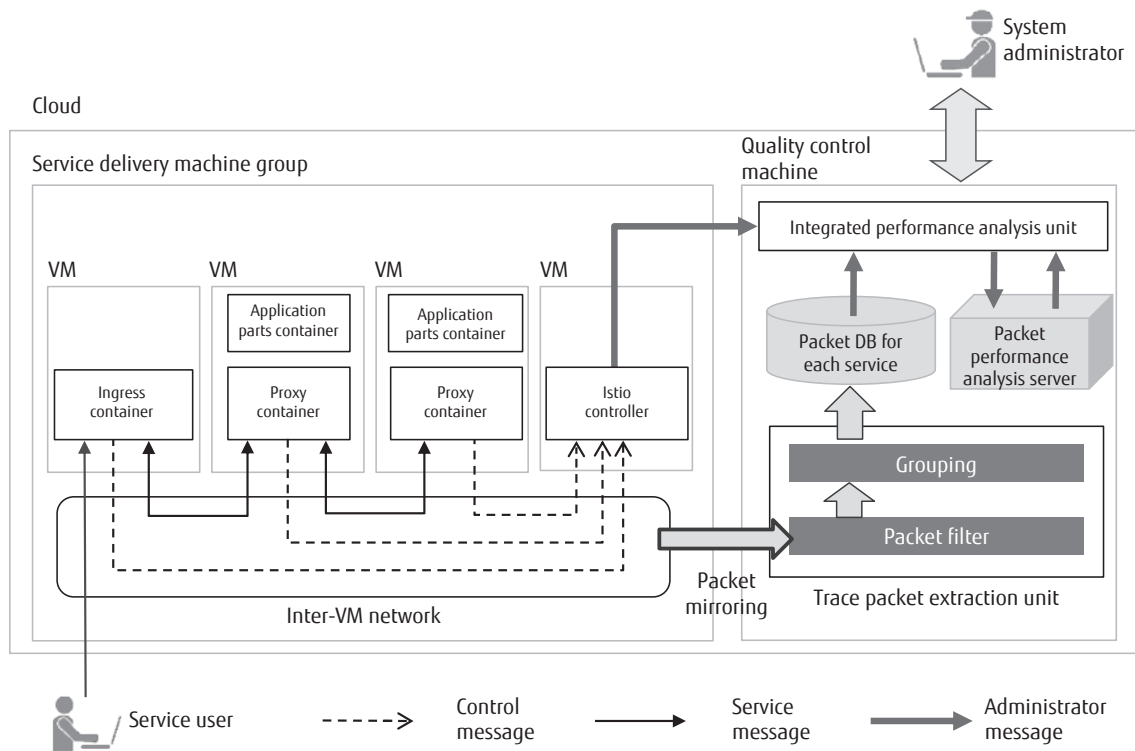 System
administrator
Cloud
Service delivery machine group
Quality control
machine
Integrated performance analysis unit
VM
VM
VM
VM
Application
parts container
Application
parts container
Packet DB for
each service
Packet
performance
analysis server
Ingress
container
Proxy
container
Proxy
container
Istio
controller
Grouping
Packet filter
Packet
mirroring
Trace packet extraction unit
Inter-VM network
Service user
Control
message
Service
message
Administrator
message